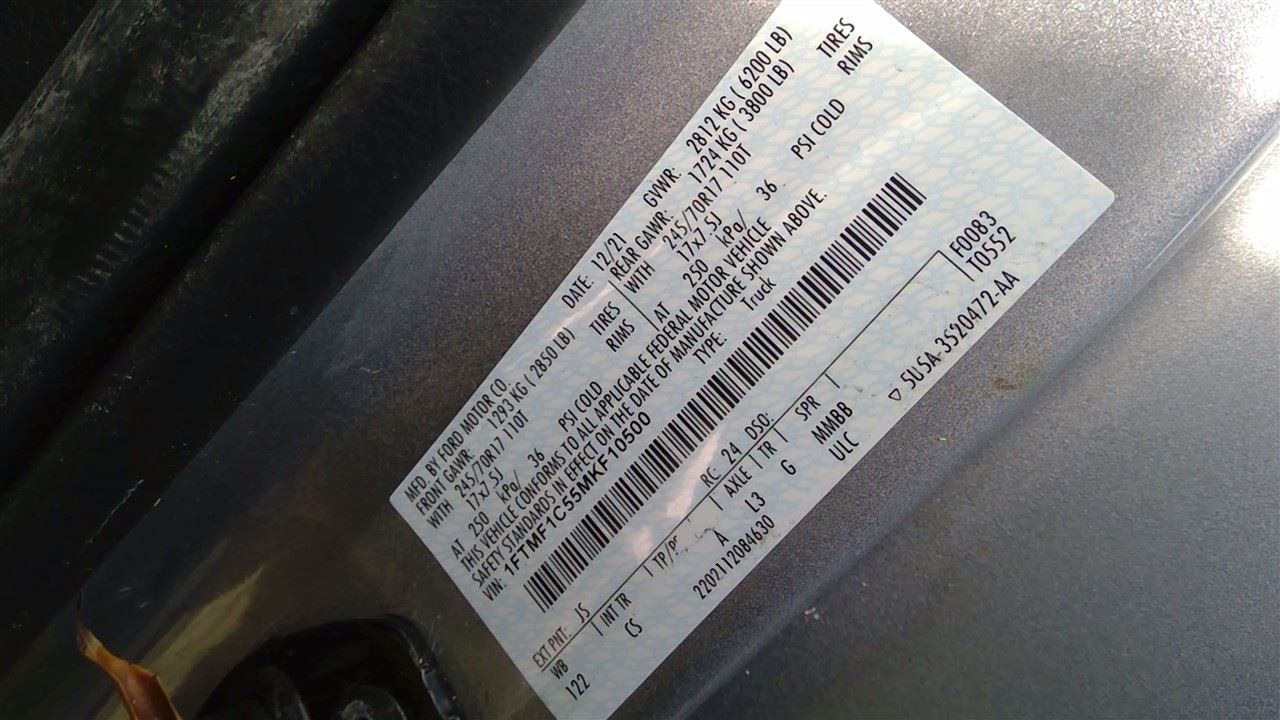 MFD. BY FORD MOTOR CO. DATE: 12/21 GVWR: 2812 KG ( 6200 LB)
FRONT GAWR: 1293 KG ( 2850 LB) REAR GAWR: 1724 KG ( 3800 LB)
WITH 245/70R17 110T TIRES WITH 245/70R17 110T TIRES
17x7.5J RIMS 17x7.5J RIMS
AT 250 kPa/ 36 PSI COLD AT 250 kPa/ 36 PSI COLD
THIS VEHICLE CONFORMS TO ALL APPLICABLE FEDERAL MOTOR VEHICLE
SAFETY STANDARDS IN EFFECT ON THE DATE OF MANUFACTURE SHOWN ABOVE.
VIN: 1FTMF1C55MKF10500 TYPE: Truck
EXT PNT: JS RC: 24 DSO: F0083
WB INT TR TP/ AXLE TR SPR T0552
122 CS A L3 G MMBB
2202112084630 ULC ▽ 5U5A-3S20472-AA